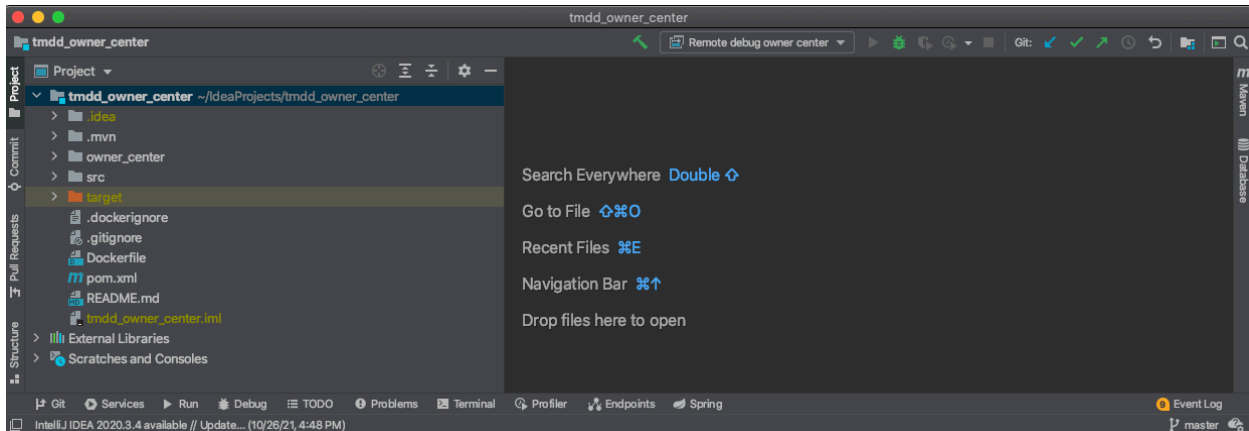 tmdd_owner_center
tmdd_owner_center
Remote debug owner center
Git:
Project
tmdd_owner_center ~/IdeaProjects/tmdd_owner_center
.idea
.mvn
owner_center
src
target
.dockerignore
.gitignore
Dockerfile
pom.xml
README.md
tmdd_owner_center.iml
External Libraries
Scratches and Consoles
Project
Commit
Pull Requests
Structure
Search Everywhere Double ⇧
Go to File ⇧⌘O
Recent Files ⌘E
Navigation Bar ⌘↑
Drop files here to open
Maven
Database
Git Services Run Debug TODO Problems Terminal Profiler Endpoints Spring 9 Event Log
IntelliJ IDEA 2020.3.4 available // Update... (10/26/21, 4:48 PM) master